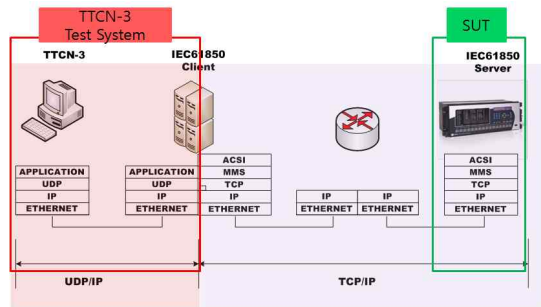 TTCN-3
Test System
SUT
TTCN-3
IEC61850
Client
IEC61850
Server
APPLICATION
UDP
IP
ETHERNET
APPLICATION
UDP
IP
ETHERNET
ACSI
MMS
TCP
IP
ETHERNET
IP
ETHERNET
IP
ETHERNET
ACSI
MMS
TCP
IP
ETHERNET
UDP/IP
TCP/IP